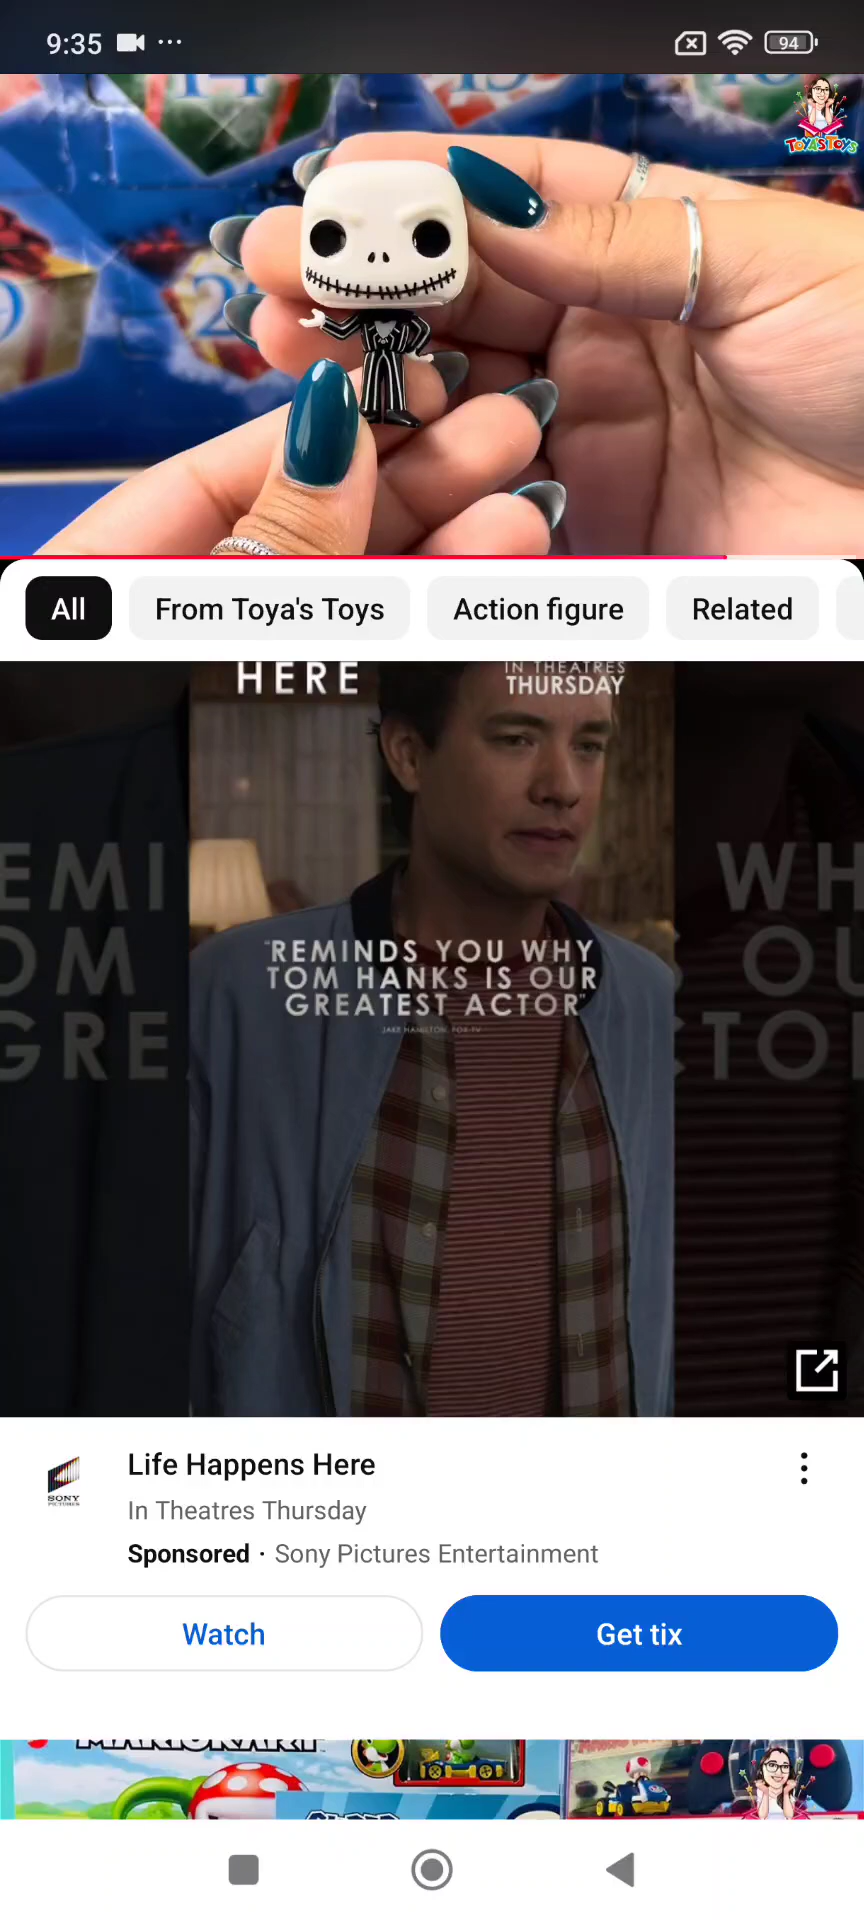 9:35
94
TOYA'S TOYS
All
From Toya's Toys
Action figure
Related
HERE
IN THEATRES
THURSDAY
"REMINDS YOU WHY
TOM HANKS IS OUR
GREATEST ACTOR"
JAKE HAMILTON, FOX-TV
EMI
WH
OM
OU
GRE
CTO
SONY
PICTURES
Life Happens Here
In Theatres Thursday
Sponsored · Sony Pictures Entertainment
Watch
Get tix
MARIOKART